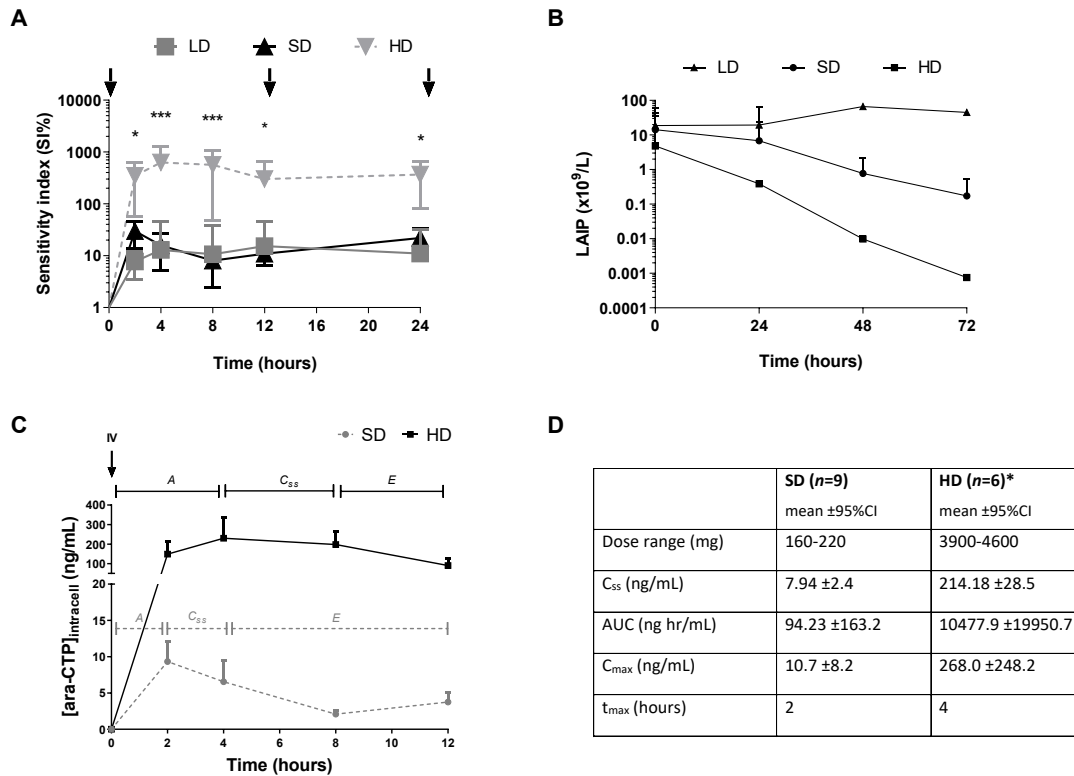 A
LD SD HD
* *** *** * *
Sensitivity index (SI%)
10000
1000
100
10
1
0 4 8 12 16 20 24
Time (hours)
B
LD SD HD
LAIP (x10⁹/L)
100
10
1
0.1
0.01
0.001
0.0001
0 24 48 72
Time (hours)
C
SD HD
IV
A Css E
[ara-CTP]intracell (ng/mL)
400
300
200
100
20
15
10
5
0
A Css E
0 2 4 6 8 10 12
Time (hours)
D
SD (n=9) HD (n=6)*
mean ±95%CI mean ±95%CI
Dose range (mg) 160-220 3900-4600
Css (ng/mL) 7.94 ±2.4 214.18 ±28.5
AUC (ng hr/mL) 94.23 ±163.2 10477.9 ±19950.7
Cmax (ng/mL) 10.7 ±8.2 268.0 ±248.2
tmax (hours) 2 4